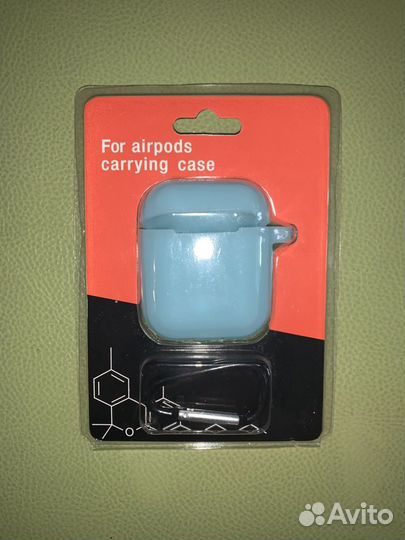 For airpods
carrying case
O
Avito